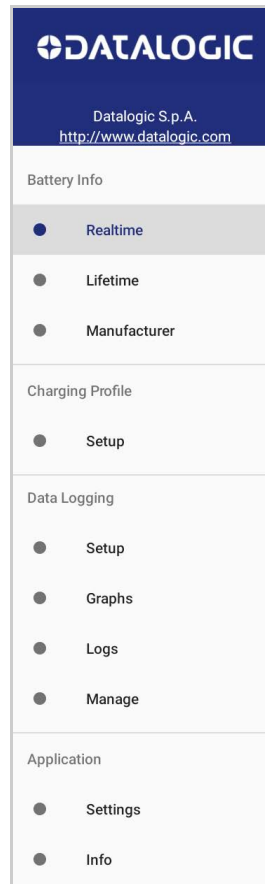 DATALOGIC
Datalogic S.p.A.
http://www.datalogic.com
Battery Info
Realtime
Lifetime
Manufacturer
Charging Profile
Setup
Data Logging
Setup
Graphs
Logs
Manage
Application
Settings
Info